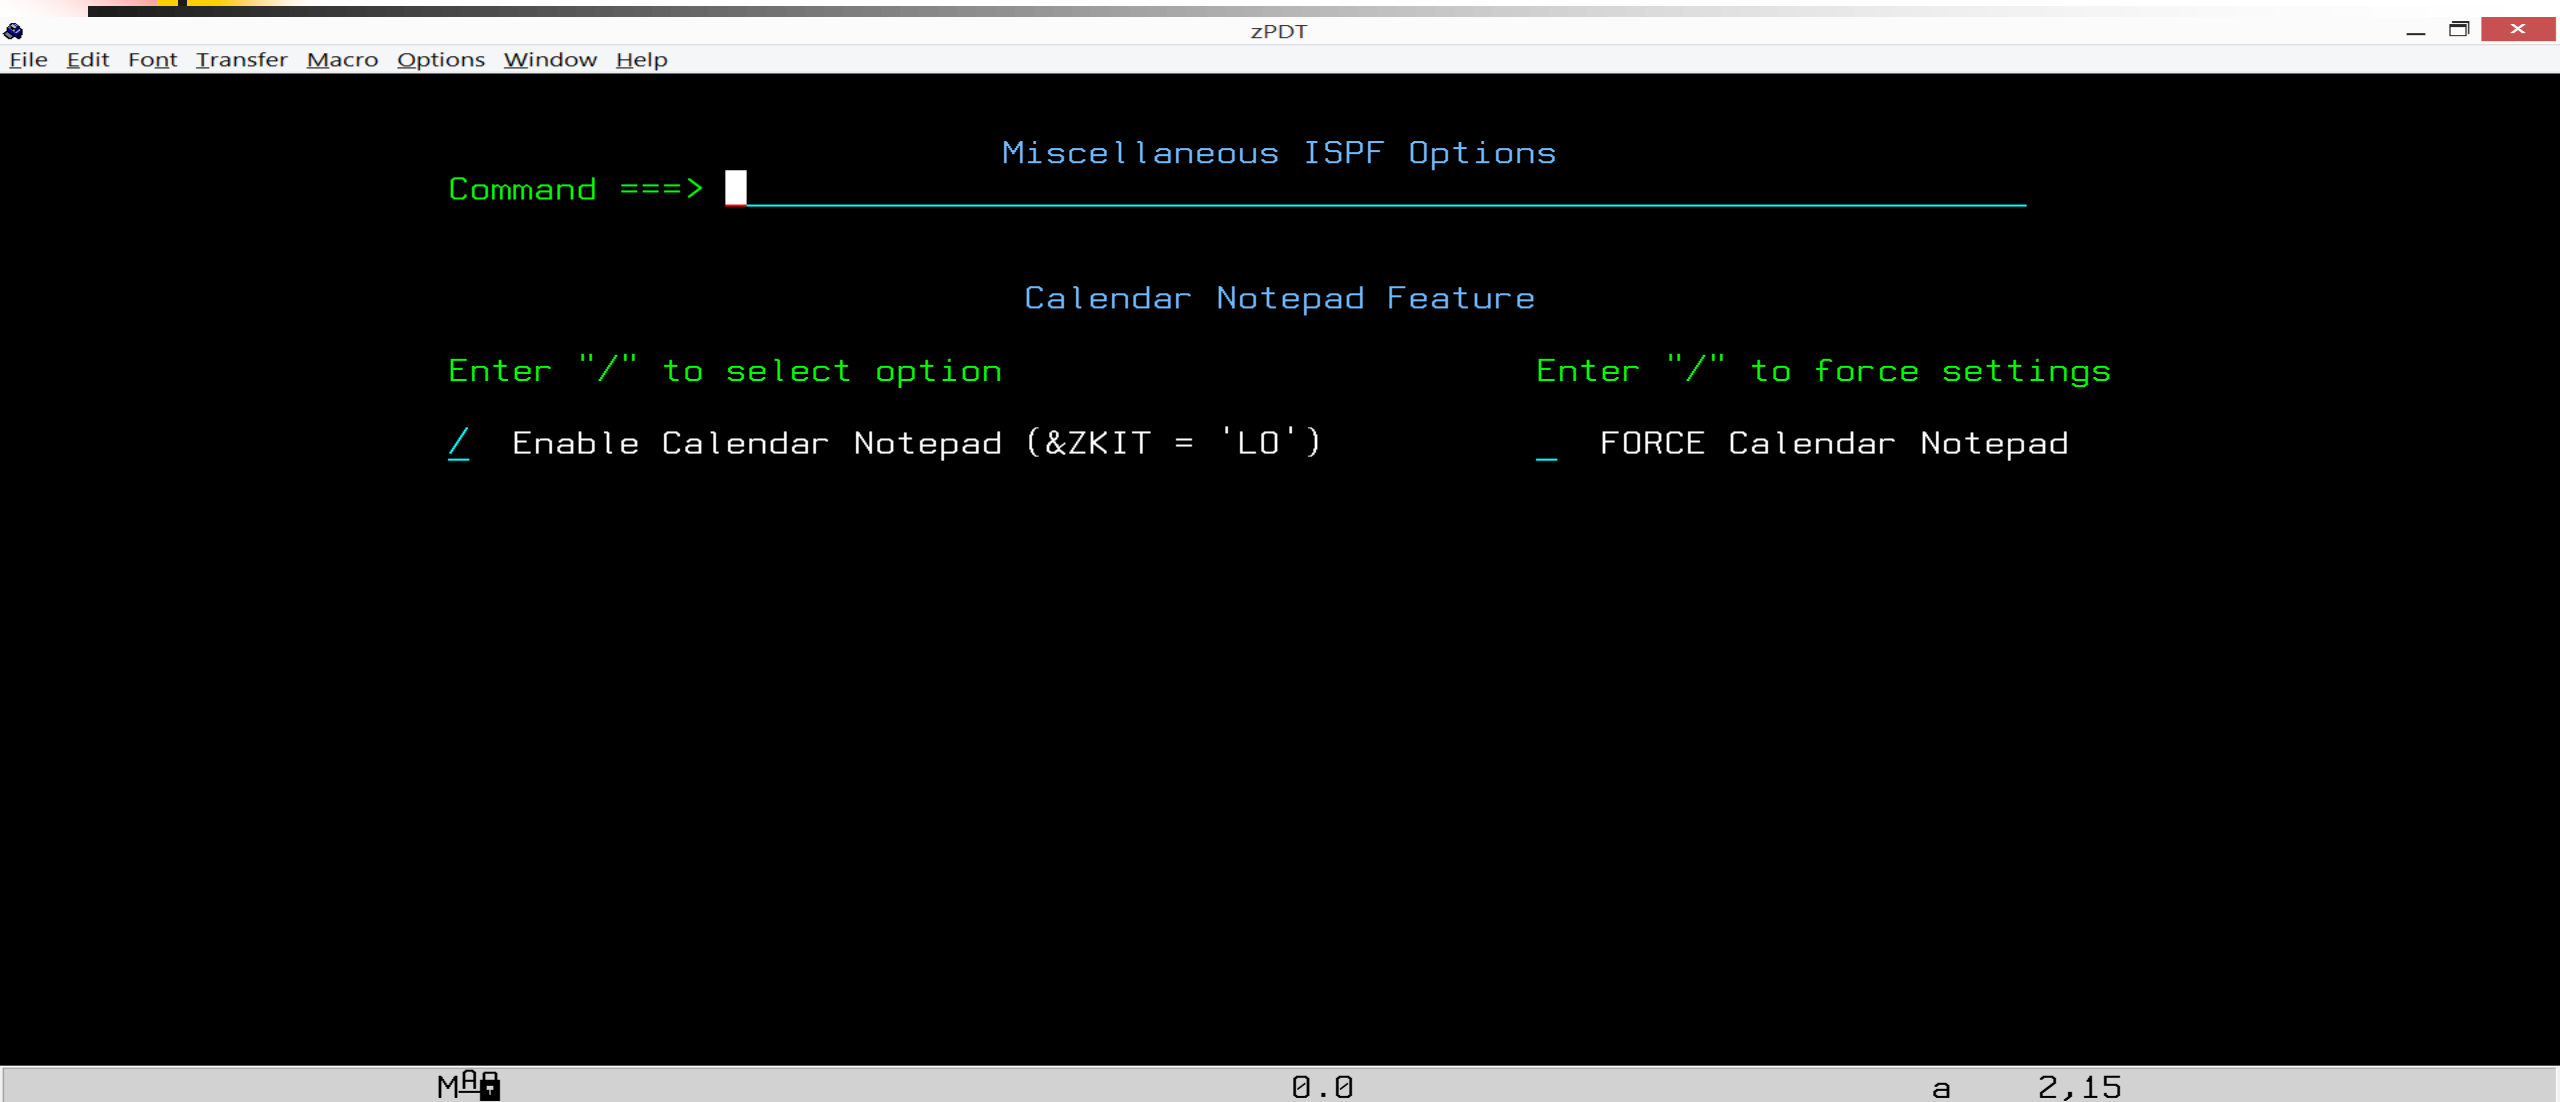 zPDT
File Edit Font Transfer Macro Options Window Help
Miscellaneous ISPF Options
Command ===>
Calendar Notepad Feature
Enter "/" to select option Enter "/" to force settings
/ Enable Calendar Notepad (&ZKIT = 'LO') _ FORCE Calendar Notepad
MA 0.0 a 2,15